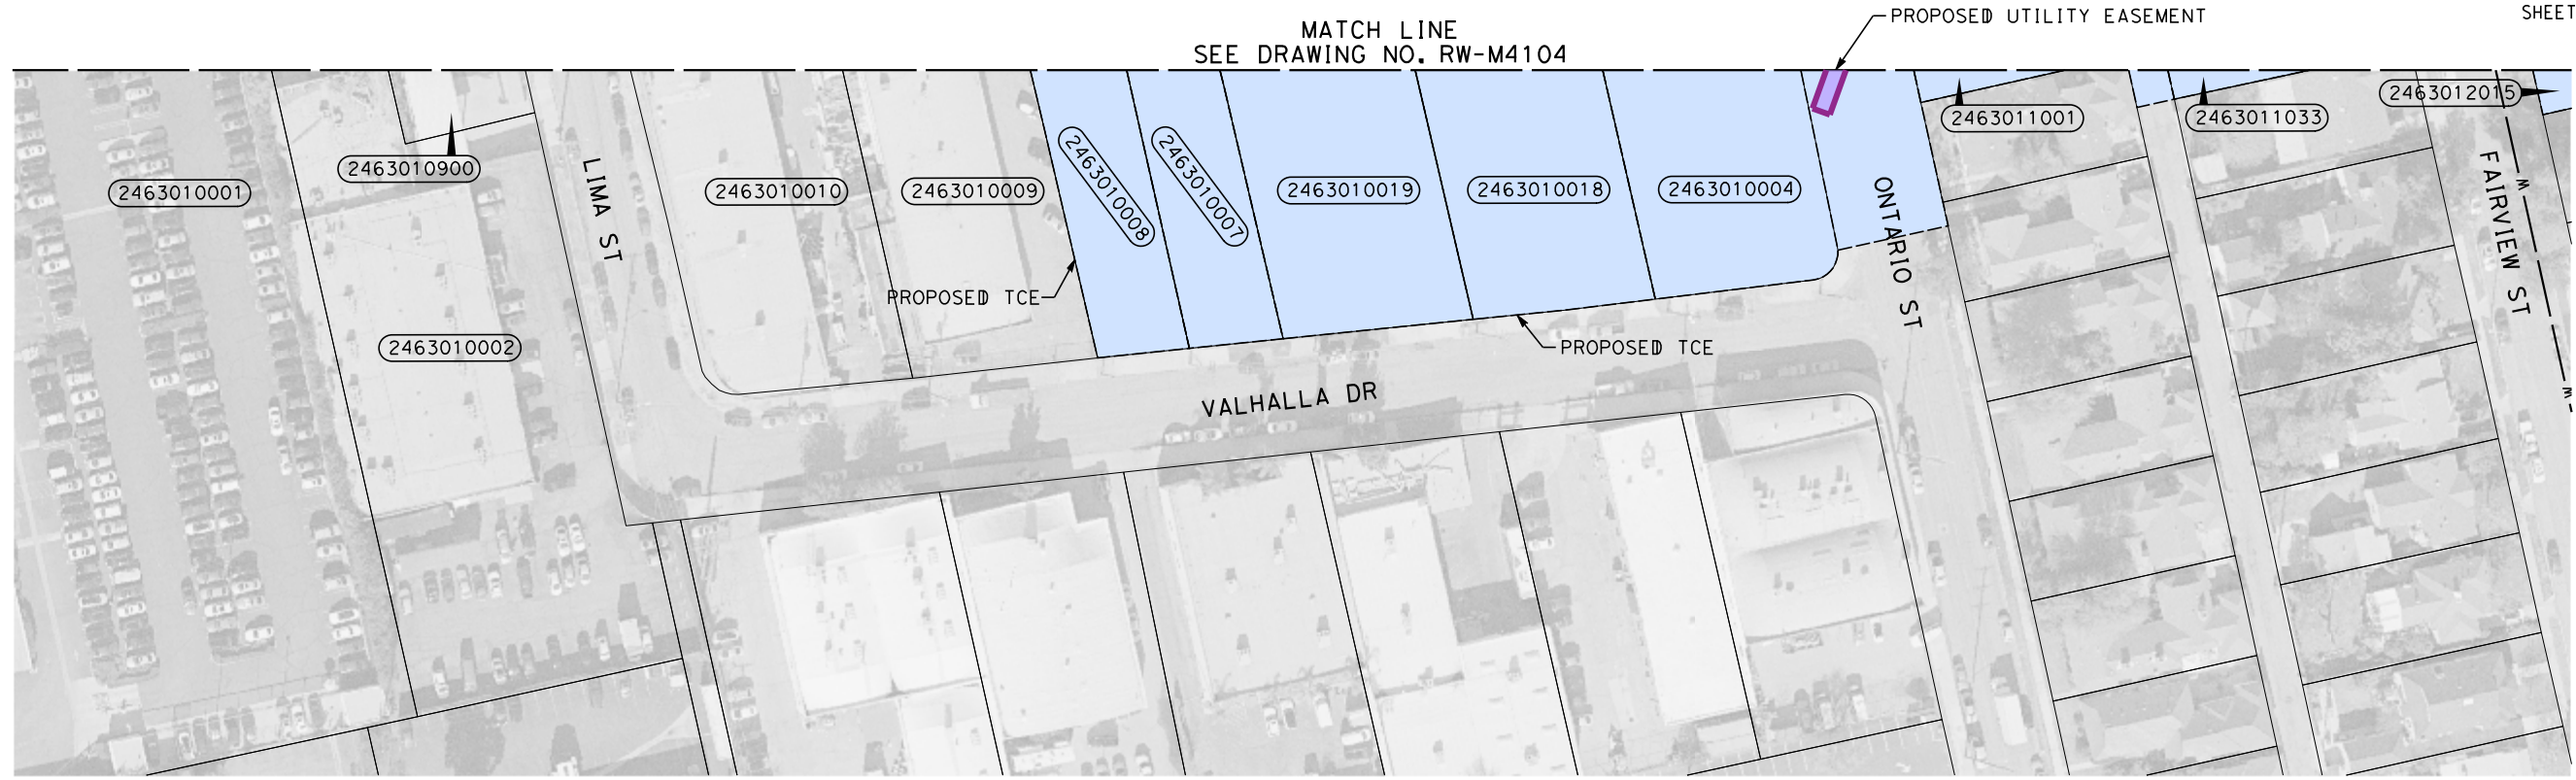 PROPOSED UTILITY EASEMENT
SHEET
MATCH LINE
SEE DRAWING NO. RW-M4104
2463012015
2463011001
2463011033
2463010900
2463010001
2463010010
2463010009
2463010008
2463010007
2463010019
2463010018
2463010004
LIMA ST
ONTARIO ST
FAIRVIEW ST
M
M
PROPOSED TCE
2463010002
PROPOSED TCE
VALHALLA DR